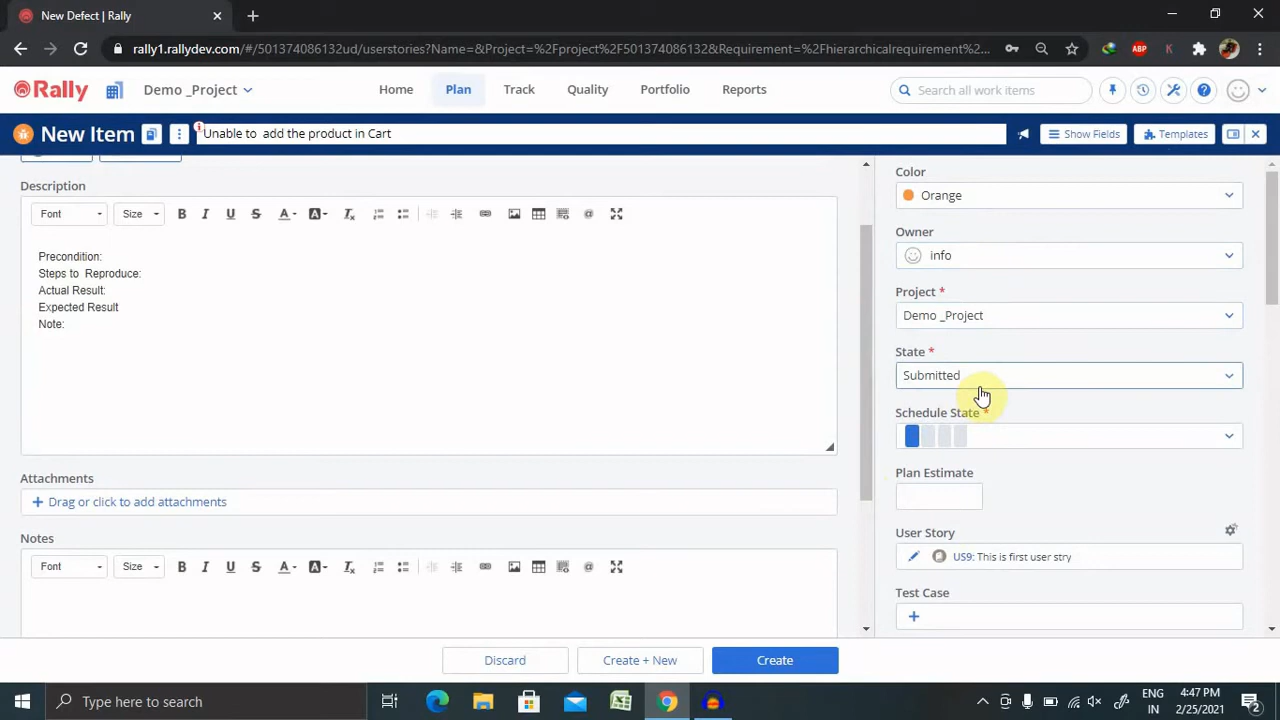 New Defect | Rally
rally1.rallydev.com/#/501374086132ud/userstories?Name=&Project=%2Fproject%2F501374086132&Requirement=%2Fhierarchicalrequirement%2...
ABP
K
Rally
Demo _Project
Home
Plan
Track
Quality
Portfolio
Reports
Search all work items
New Item
Unable to  add the product in Cart
Show Fields
Templates
Description
Font
Size
B I U S A A
Precondition:
Steps to  Reproduce:
Actual Result:
Expected Result
Note:
Attachments
+ Drag or click to add attachments
Notes
Font
Size
B I U S A A
Color
Orange
Owner
info
Project *
Demo _Project
State *
Submitted
Schedule State *
Plan Estimate
User Story
US9: This is first user stry
Test Case
+
Discard
Create + New
Create
Type here to search
ENG
IN
4:47 PM
2/25/2021
2